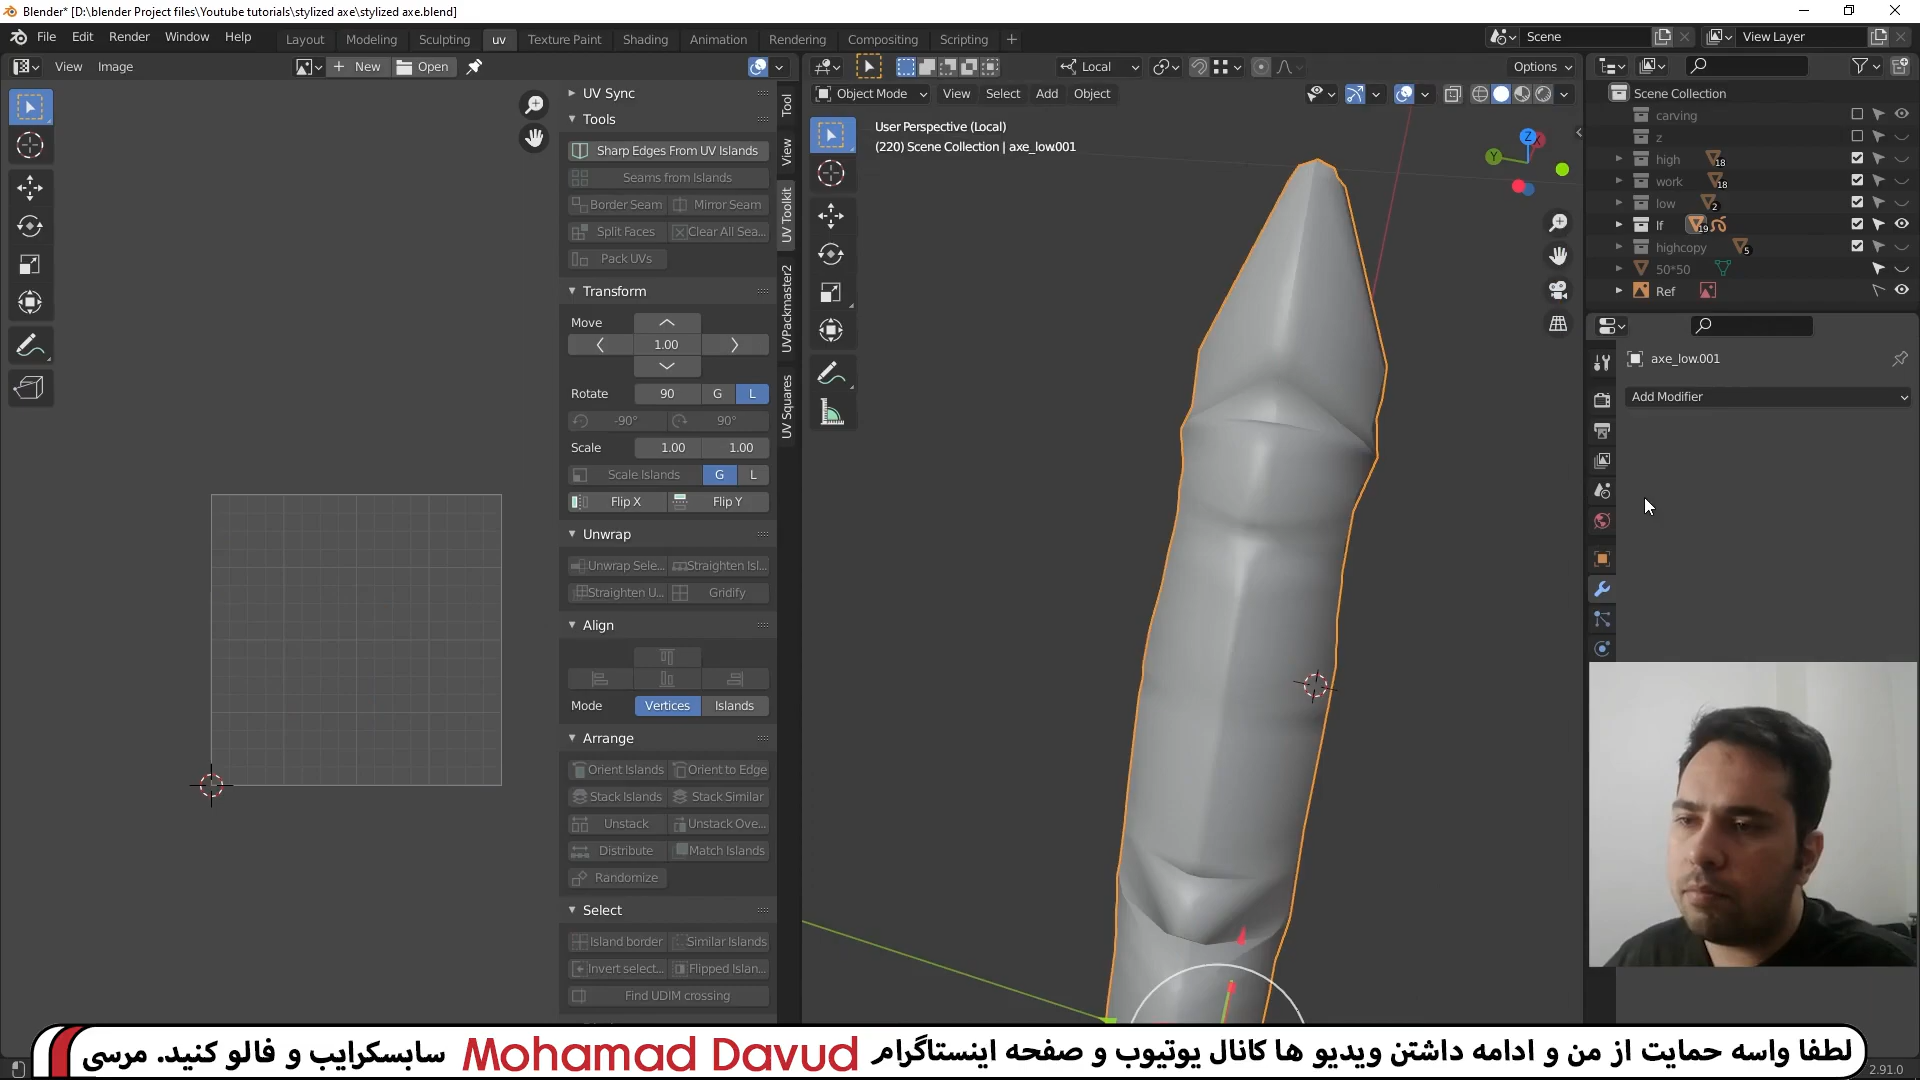 Blender* [D:\blender Project files\Youtube tutorials\stylized axe\stylized axe.blend]
File Edit Render Window Help
Layout Modeling Sculpting uv Texture Paint Shading Animation Rendering Compositing Scripting +
Scene View Layer
View Image New Open
Local Options
Object Mode View Select Add Object
User Perspective (Local)
(220) Scene Collection | axe_low.001
UV Sync
Tools
Sharp Edges From UV Islands
Seams from Islands
Border Seam Mirror Seam
Split Faces Clear All Sea...
Pack UVs
Transform
Move
1.00
Rotate 90 G L
-90° 90°
Scale 1.00 1.00
Scale Islands G L
Flip X Flip Y
Unwrap
Unwrap Sele... Straighten Isl...
Straighten U... Gridify
Align
Mode Vertices Islands
Arrange
Orient Islands Orient to Edge
Stack Islands Stack Similar
Unstack Unstack Ove...
Distribute Match Islands
Randomize
Select
Island border Similar Islands
Invert select... Flipped Islan...
Find UDIM crossing
Tool
View
UV Toolkit
UVPackmaster2
UV Squares
Z
Y
Scene Collection
carving
z
high 18
work 18
low 2
lf 19
highcopy 5
50*50
Ref
axe_low.001
Add Modifier
لطفا واسه حمایت از من و ادامه داشتن ویدیو ها کانال یوتیوب و صفحه اینستاگرام Mohamad Davud سابسکرایب و فالو کنید. مرسی
2.91.0